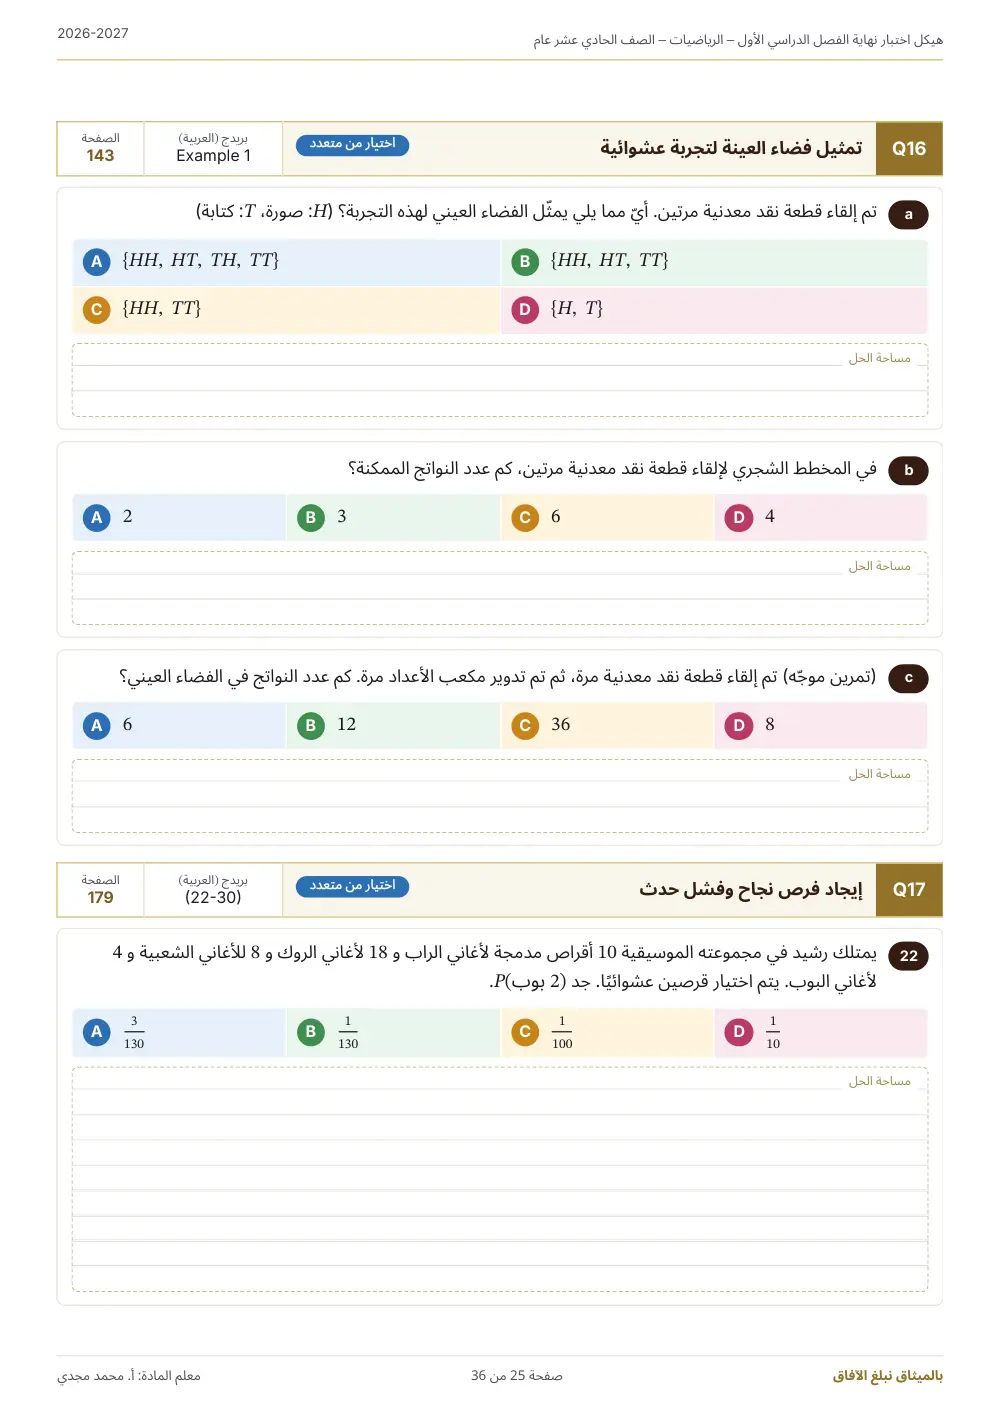 هيكل اختبار نهاية الفصل الدراسي الأول – الرياضيات – الصف الحادي عشر عام
2026-2027
Q16
تمثيل فضاء العينة لتجربة عشوائية
اختيار من متعدد
بريدج (العربية)
Example 1
الصفحة
143
a
تم إلقاء قطعة نقد معدنية مرتين. أيّ مما يلي يمثّل الفضاء العيني لهذه التجربة؟ (H: صورة، T: كتابة)
A {HH, HT, TH, TT}
B {HH, HT, TT}
C {HH, TT}
D {H, T}
مساحة الحل
b
في المخطط الشجري لإلقاء قطعة نقد معدنية مرتين، كم عدد النواتج الممكنة؟
A 2
B 3
C 6
D 4
مساحة الحل
c
(تمرين موجّه) تم إلقاء قطعة نقد معدنية مرة، ثم تم تدوير مكعب الأعداد مرة. كم عدد النواتج في الفضاء العيني؟
A 6
B 12
C 36
D 8
مساحة الحل
Q17
إيجاد فرص نجاح وفشل حدث
اختيار من متعدد
بريدج (العربية)
(22-30)
الصفحة
179
22
يمتلك رشيد في مجموعته الموسيقية 10 أقراص مدمجة لأغاني الراب و 18 لأغاني الروك و 8 للأغاني الشعبية و 4
لأغاني البوب. يتم اختيار قرصين عشوائيًا. جد P(2 بوب).
A 3/130
B 1/130
C 1/100
D 1/10
مساحة الحل
بالميثاق نبلغ الآفاق
صفحة 25 من 36
معلم المادة: أ. محمد مجدي